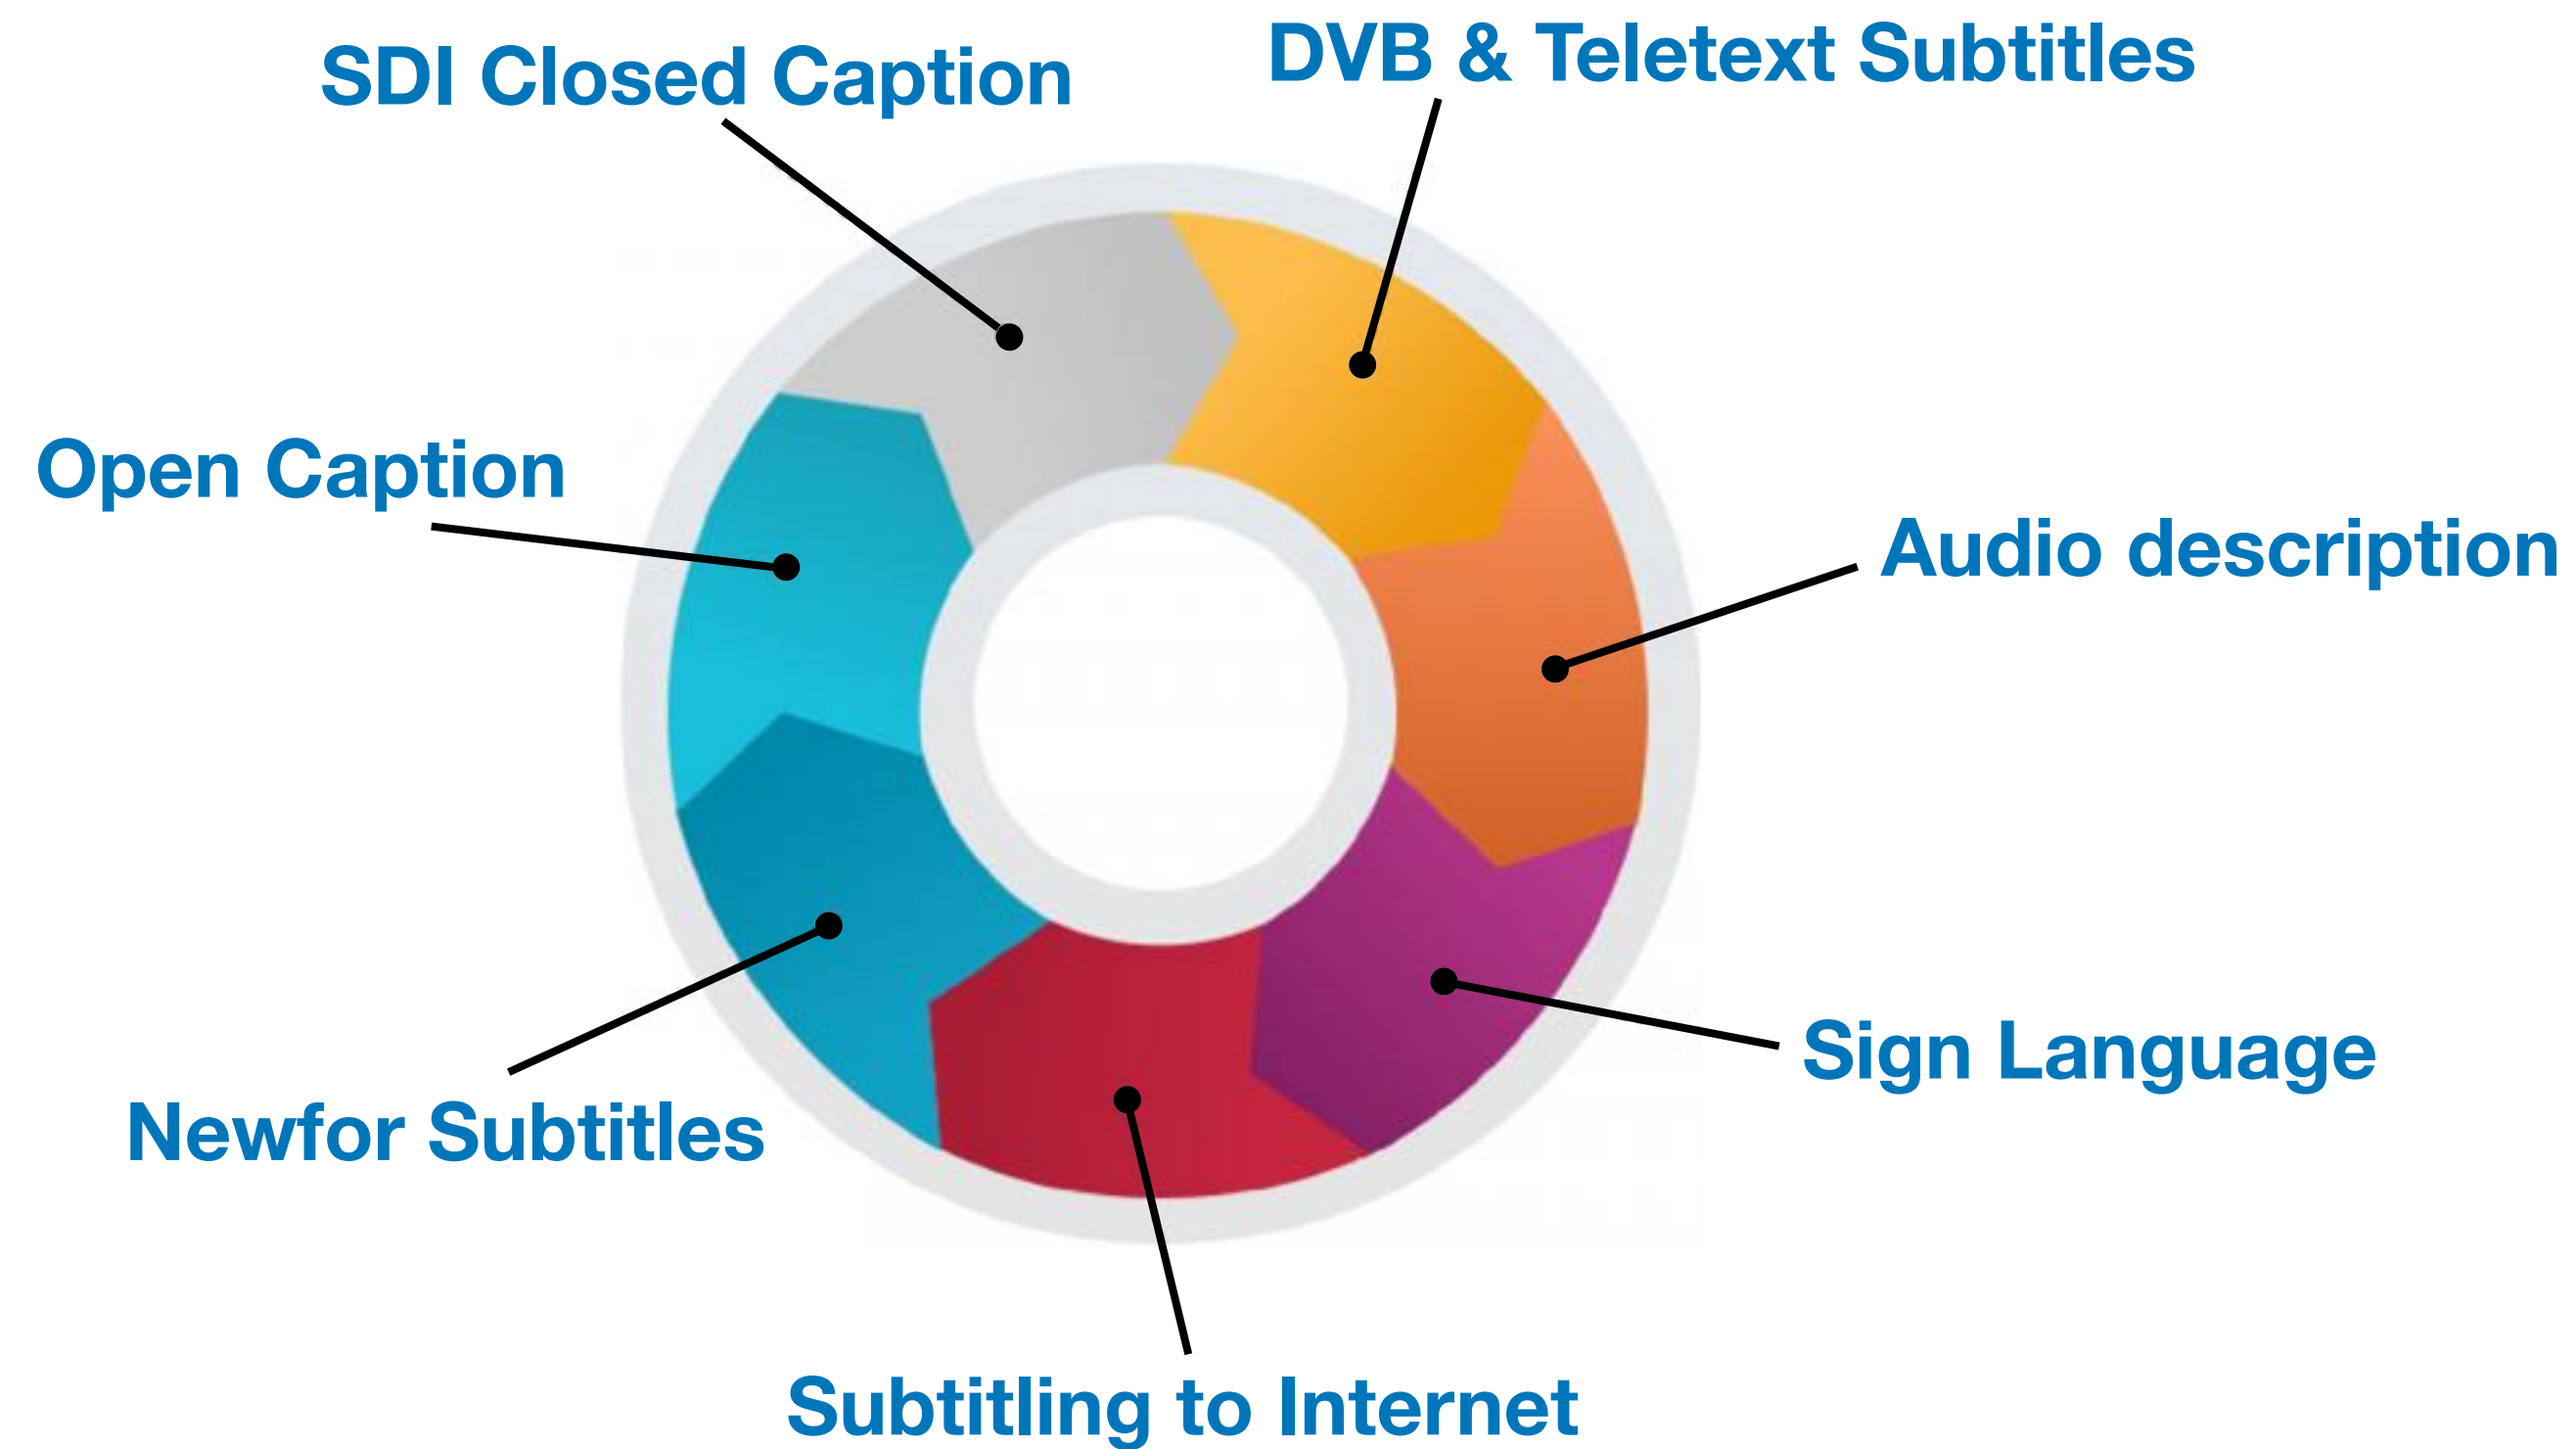 SDI Closed Caption
DVB & Teletext Subtitles
Open Caption
Audio description
Sign Language
Newfor Subtitles
Subtitling to Internet